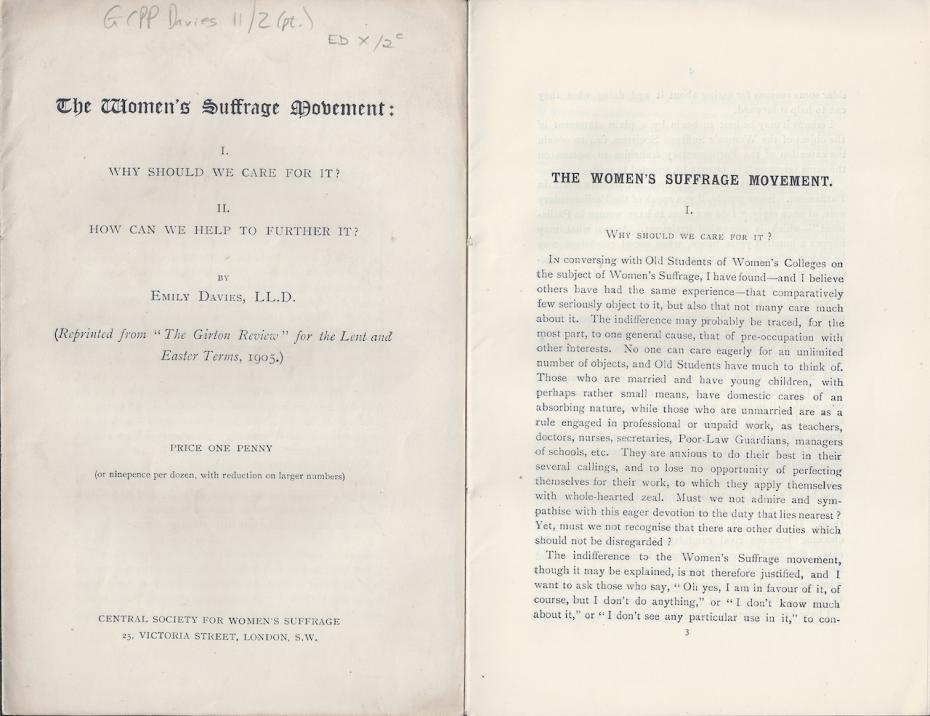 GCPP Davies 11/2 (pt.)
ED X/2c
The Women's Suffrage Movement:
I.
WHY SHOULD WE CARE FOR IT?
II.
HOW CAN WE HELP TO FURTHER IT?
BY
EMILY DAVIES, LL.D.
(Reprinted from "The Girton Review" for the Lent and
Easter Terms, 1905.)
PRICE ONE PENNY
(or ninepence per dozen, with reduction on larger numbers)
CENTRAL SOCIETY FOR WOMEN'S SUFFRAGE
25, VICTORIA STREET, LONDON, S.W.
THE WOMEN'S SUFFRAGE MOVEMENT.
I.
WHY SHOULD WE CARE FOR IT?
IN conversing with Old Students of Women's Colleges on
the subject of Women's Suffrage, I have found—and I believe
others have had the same experience—that comparatively
few seriously object to it, but also that not many care much
about it. The indifference may probably be traced, for the
most part, to one general cause, that of pre-occupation with
other interests. No one can care eagerly for an unlimited
number of objects, and Old Students have much to think of.
Those who are married and have young children, with
perhaps rather small means, have domestic cares of an
absorbing nature, while those who are unmarried are as a
rule engaged in professional or unpaid work, as teachers,
doctors, nurses, secretaries, Poor-Law Guardians, managers
of schools, etc. They are anxious to do their best in their
several callings, and to lose no opportunity of perfecting
themselves for their work, to which they apply themselves
with whole-hearted zeal. Must we not admire and sym-
pathise with this eager devotion to the duty that lies nearest?
Yet, must we not recognise that there are other duties which
should not be disregarded?
The indifference to the Women's Suffrage movement,
though it may be explained, is not therefore justified, and I
want to ask those who say, "Oh yes, I am in favour of it, of
course, but I don't do anything," or "I don't know much
about it," or "I don't see any particular use in it," to con-
3